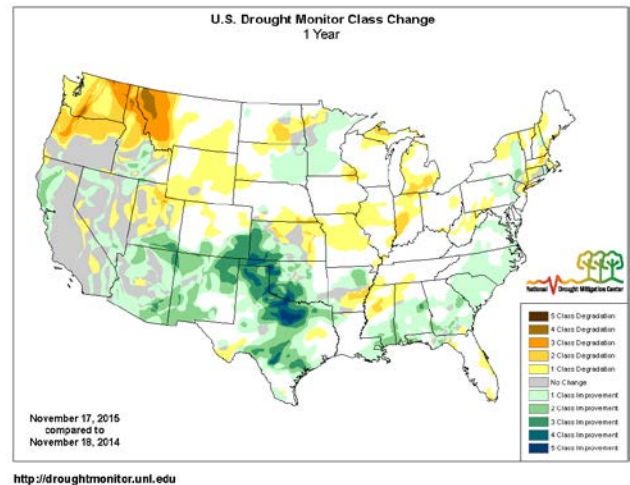 U.S. Drought Monitor Class Change
1 Year
National Drought Mitigation Center
5 Class Degradation
4 Class Degradation
3 Class Degradation
2 Class Degradation
1 Class Degradation
No Change
1 Class Improvement
2 Class Improvement
3 Class Improvement
4 Class Improvement
5 Class Improvement
November 17, 2015
compared to
November 18, 2014
http://droughtmonitor.unl.edu